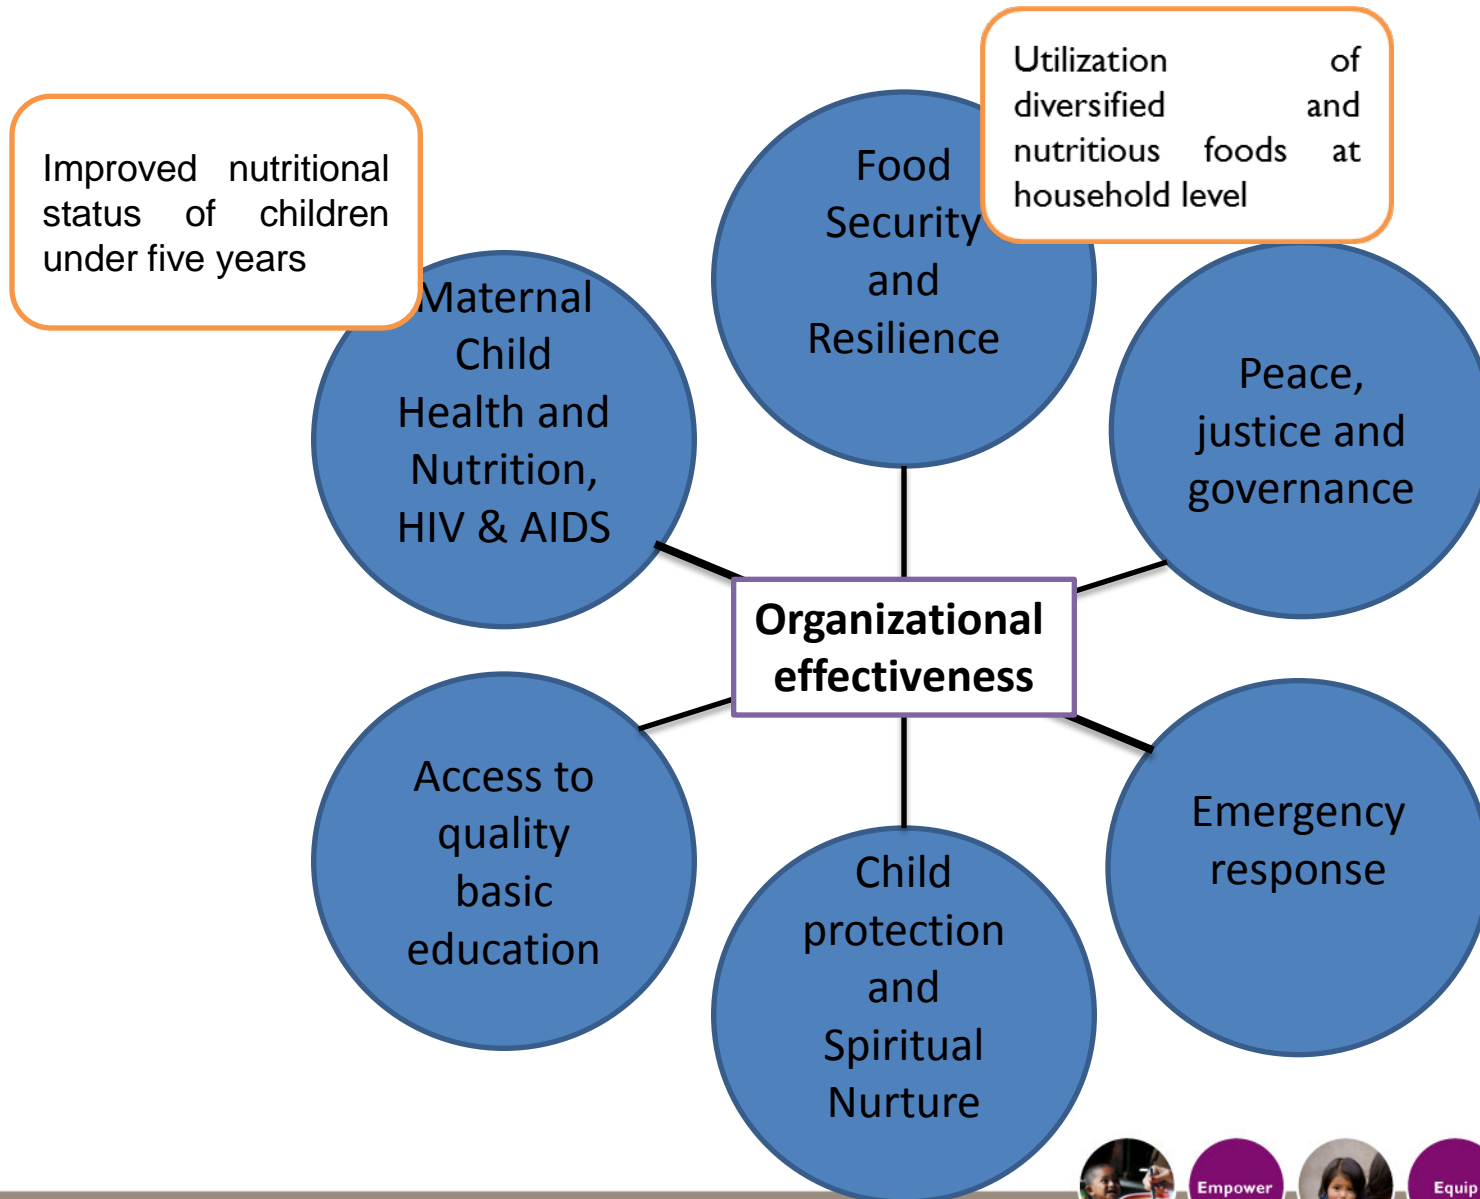 Utilization of
diversified and
nutritious foods at
household level
Improved nutritional
status of children
under five years
Food
Security
and
Resilience
Maternal
Child
Health and
Nutrition,
HIV & AIDS
Peace,
justice and
governance
Organizational
effectiveness
Access to
quality
basic
education
Emergency
response
Child
protection
and
Spiritual
Nurture
Empower
Equip